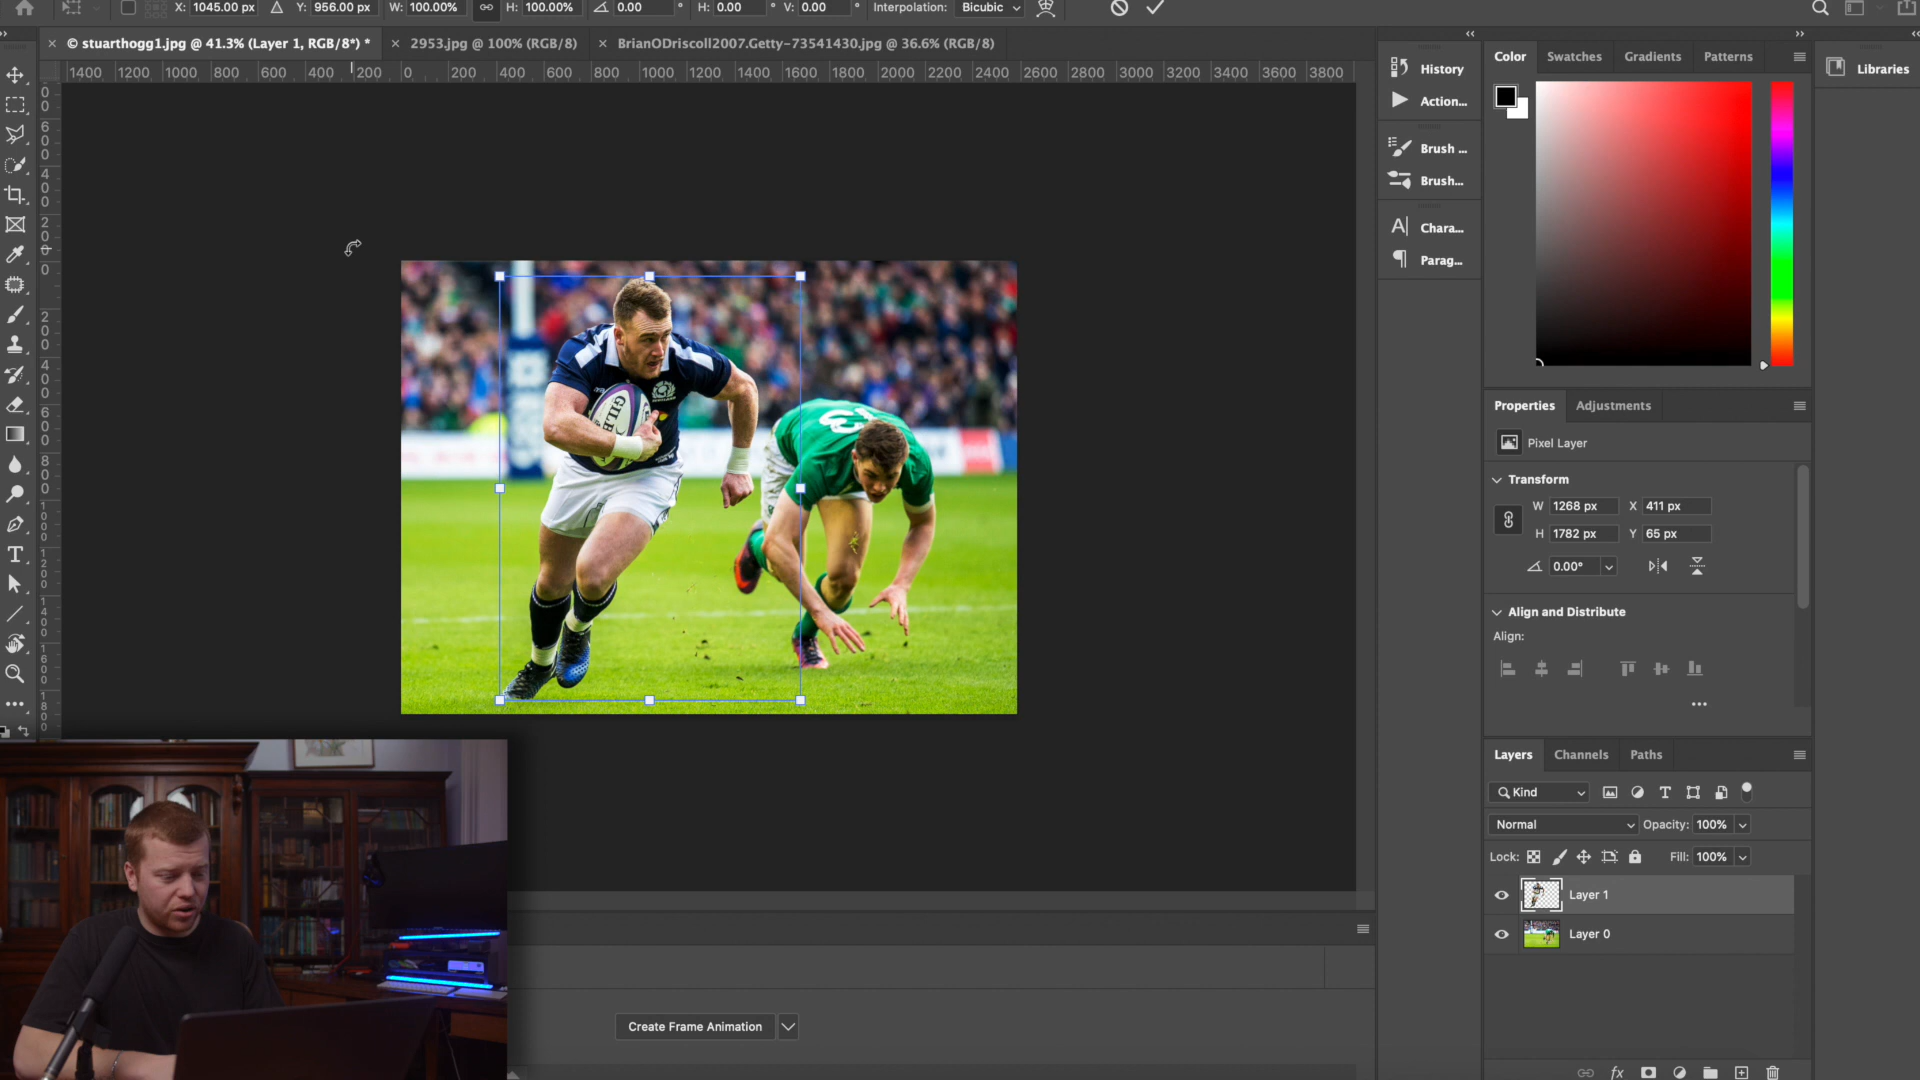 X: 1045.00 px Y: 956.00 px W: 100.00% H: 100.00% 0.00 ° H: 0.00 ° V: 0.00 ° Interpolation: Bicubic
© stuarthogg1.jpg @ 41.3% (Layer 1, RGB/8*) * 2953.jpg @ 100% (RGB/8) BrianODriscoll2007.Getty-73541430.jpg @ 36.6% (RGB/8)
1400 1200 1000 800 600 400 200 0 200 400 600 800 1000 1200 1400 1600 1800 2000 2200 2400 2600 2800 3000 3200 3400 3600 3800
History
Action...
Brush ...
Brush...
Chara...
Parag...
Color Swatches Gradients Patterns
Libraries
Properties Adjustments
Pixel Layer
Transform
W 1268 px X 411 px
H 1782 px Y 65 px
0.00°
Align and Distribute
Align:
Layers Channels Paths
Kind
Normal Opacity: 100%
Lock: Fill: 100%
Layer 1
Layer 0
fx
Create Frame Animation